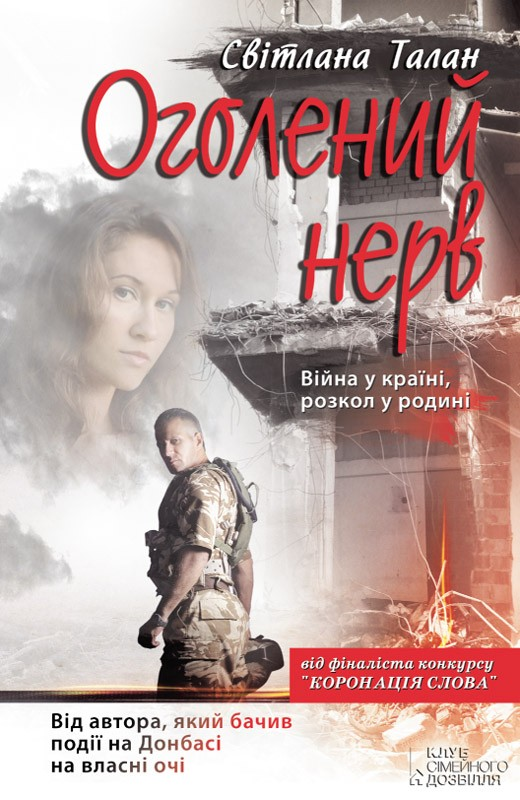 Світлана Талан
Оголений
нерв
Війна у країні,
розкол у родині
від фіналіста конкурсу
"КОРОНАЦІЯ СЛОВА"
Від автора, який бачив
події на Донбасі
на власні очі
КЛУБ
СІМЕЙНОГО
ДОЗВІЛЛЯ